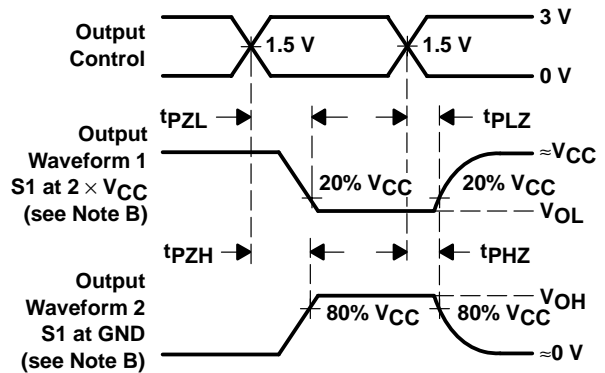 Output
Control
1.5 V
1.5 V
3 V
0 V
tPZL
tPLZ
Output
Waveform 1
S1 at 2 × VCC
(see Note B)
20% VCC
20% VCC
≈VCC
VOL
tPZH
tPHZ
Output
Waveform 2
S1 at GND
(see Note B)
80% VCC
80% VCC
VOH
≈0 V